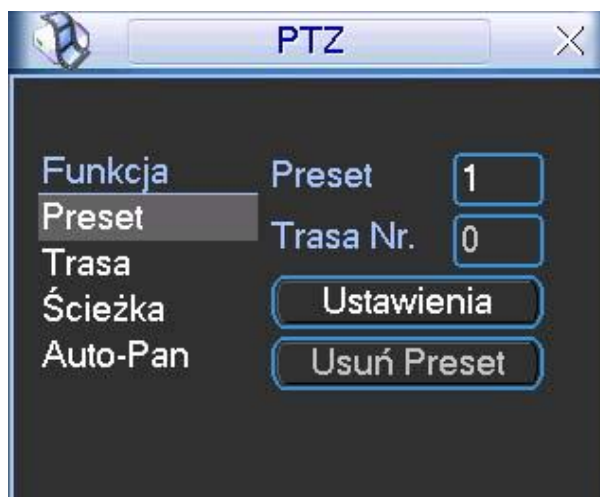 PTZ
Funkcja
Preset
Trasa
Ścieżka
Auto-Pan
Preset 1
Trasa Nr. 0
Ustawienia
Usuń Preset